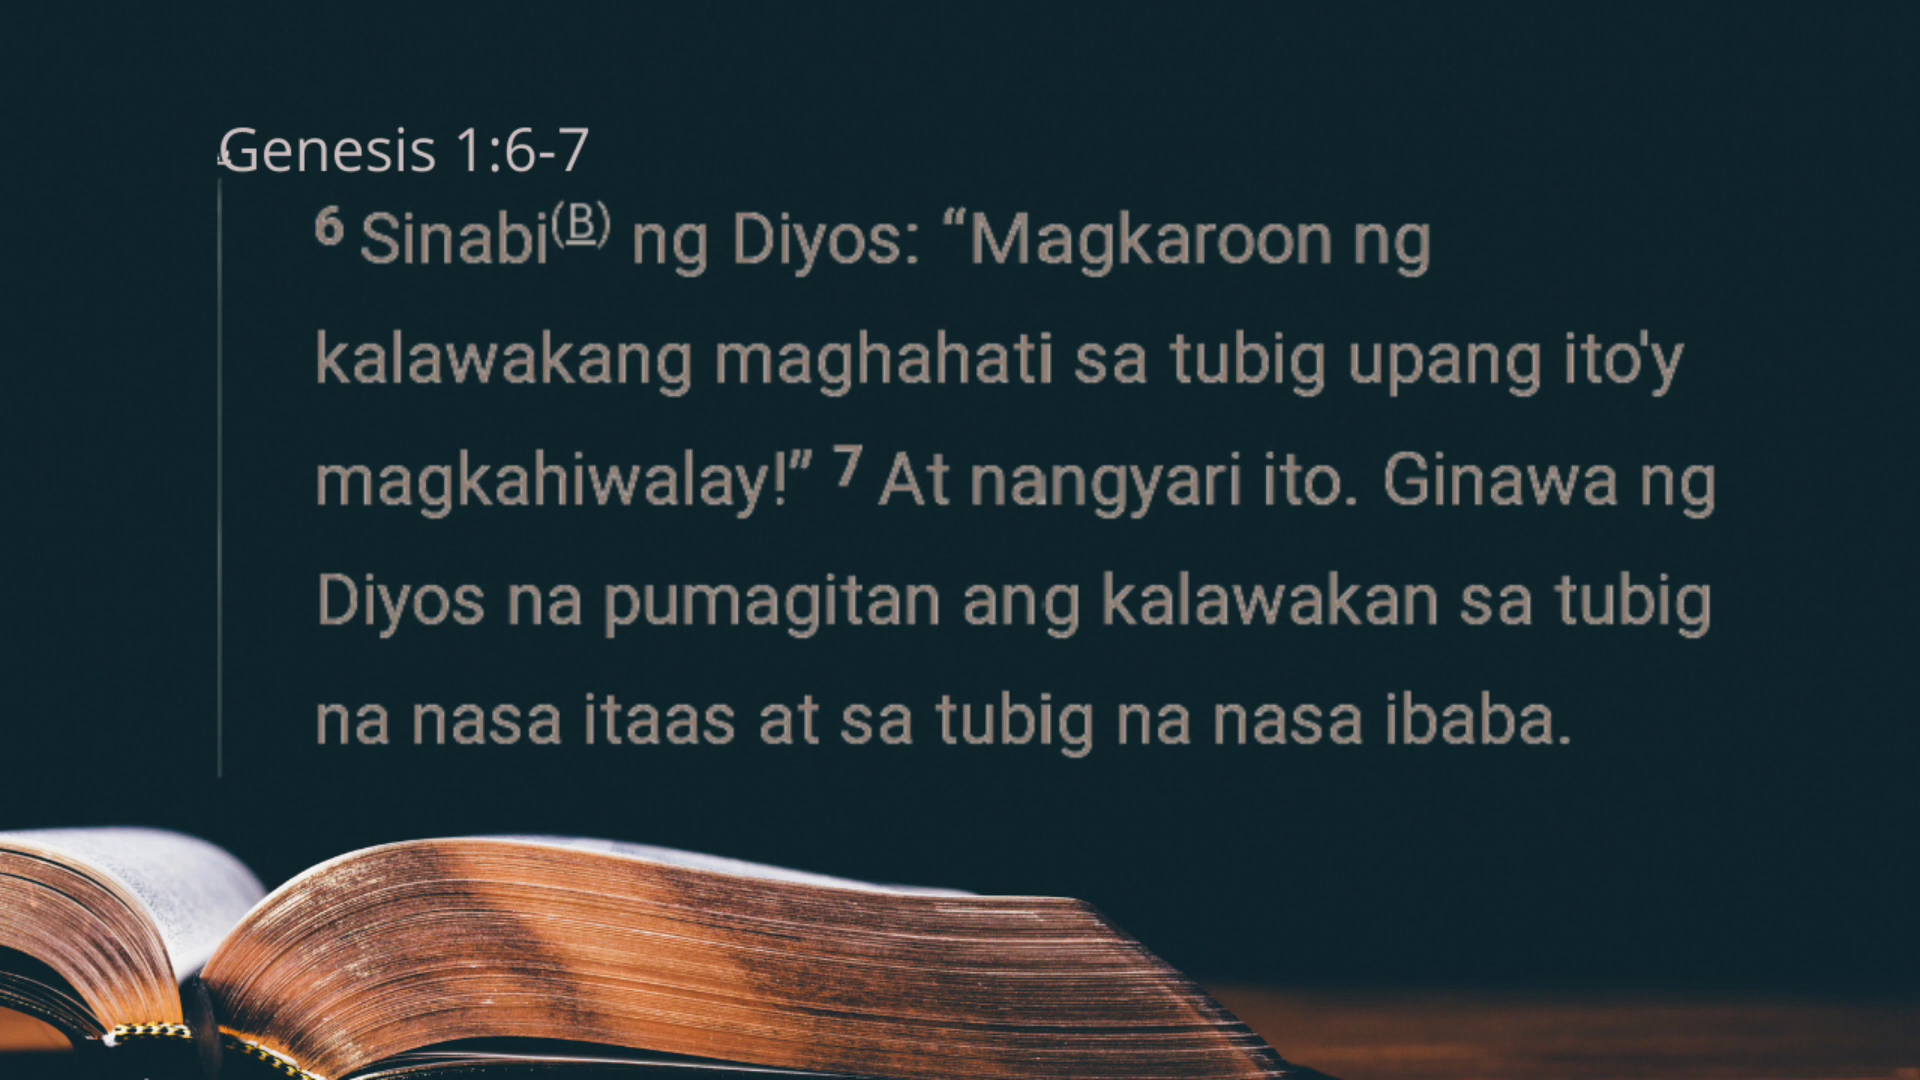 Genesis 1:6-7
6 Sinabi(B) ng Diyos: “Magkaroon ng
kalawakang maghahati sa tubig upang ito'y
magkahiwalay!” 7 At nangyari ito. Ginawa ng
Diyos na pumagitan ang kalawakan sa tubig
na nasa itaas at sa tubig na nasa ibaba.